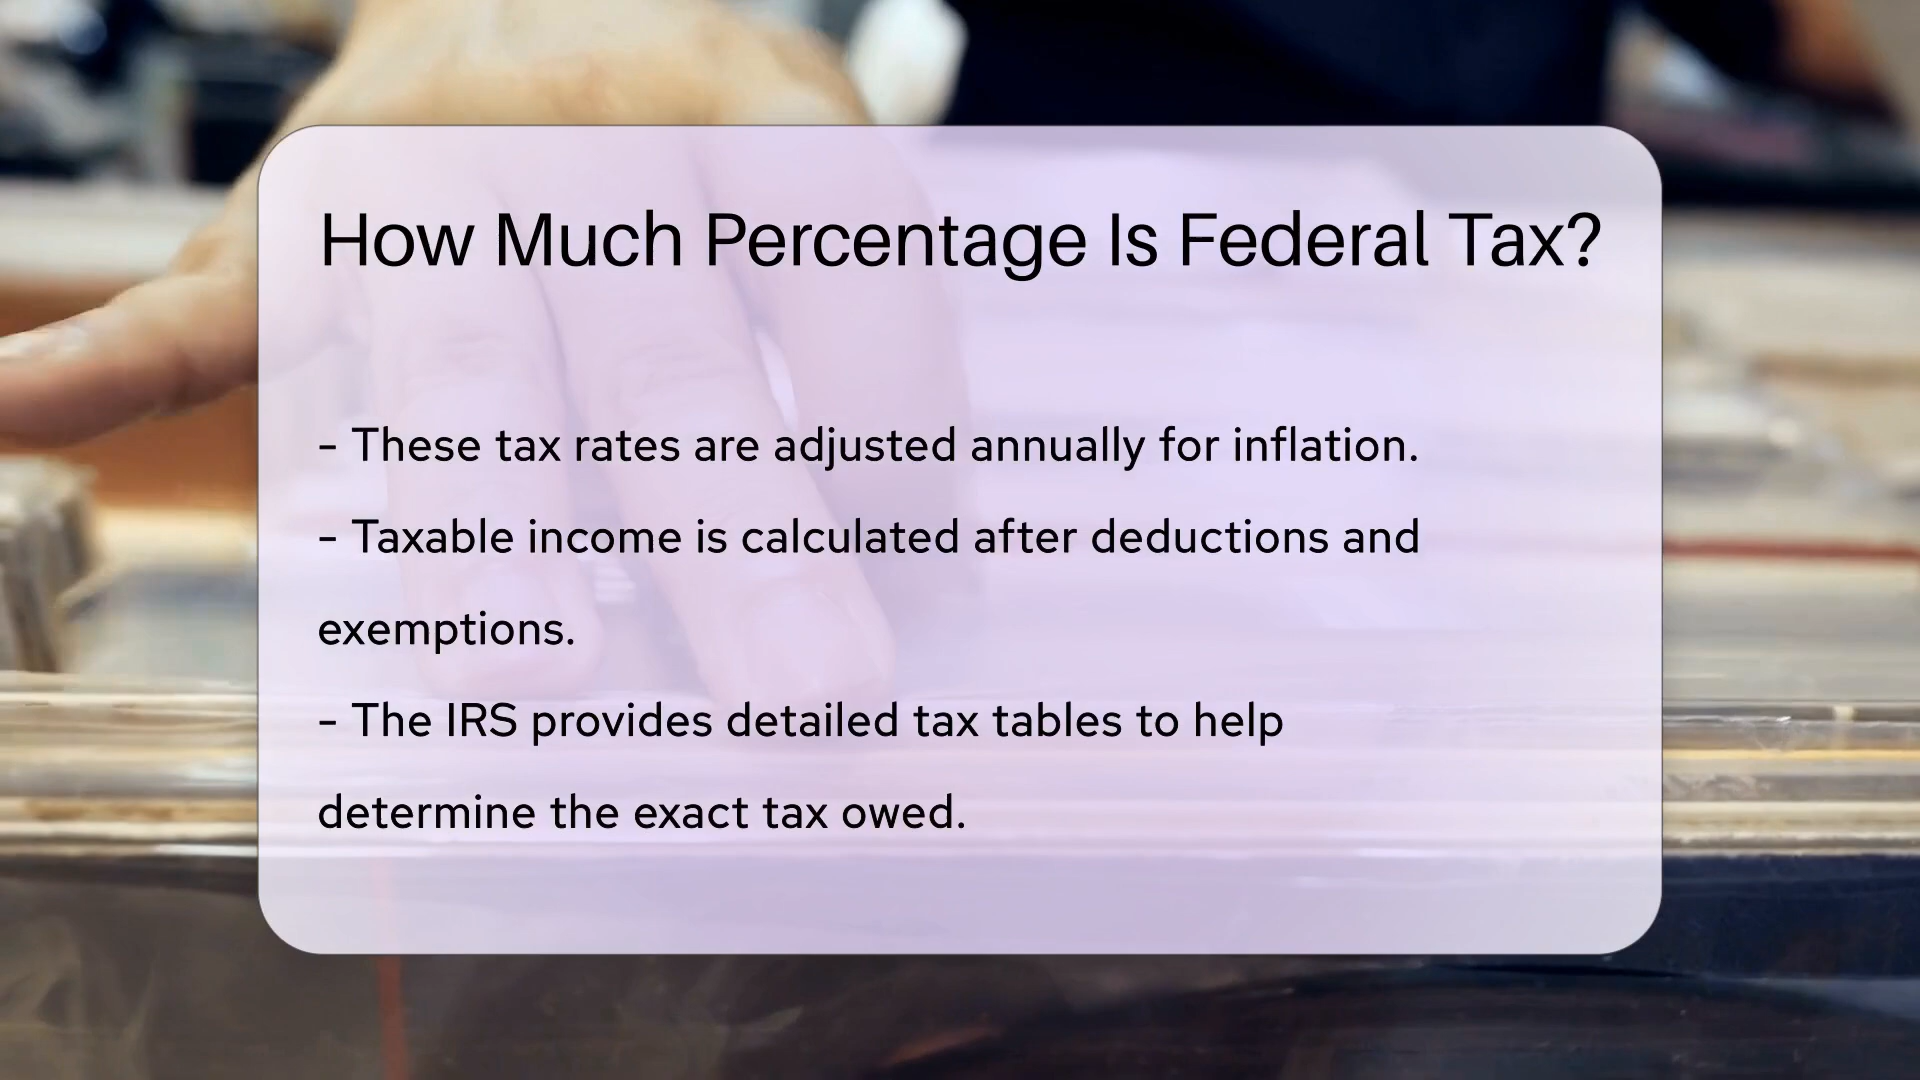 How Much Percentage Is Federal Tax?
- These tax rates are adjusted annually for inflation.
- Taxable income is calculated after deductions and
exemptions.
- The IRS provides detailed tax tables to help
determine the exact tax owed.